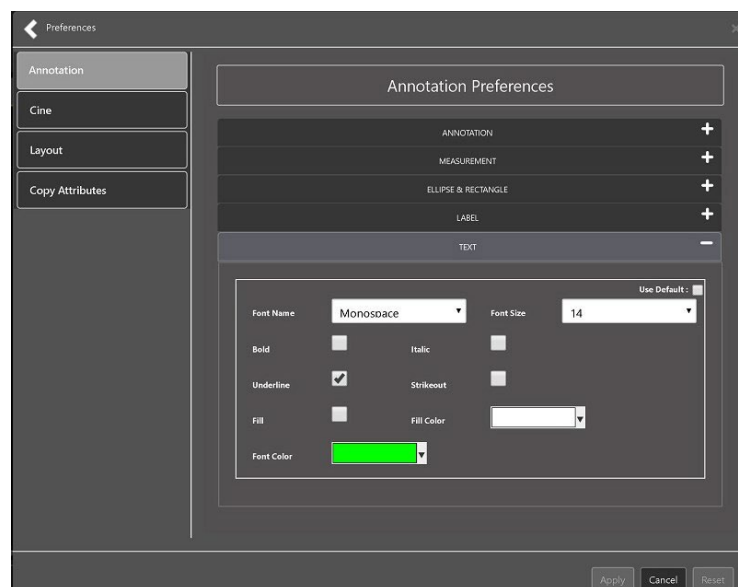 Preferences
Annotation
Cine
Layout
Copy Attributes
Annotation Preferences
ANNOTATION
MEASUREMENT
ELLIPSE & RECTANGLE
LABEL
TEXT
Use Default :
Font Name Monospace Font Size 14
Bold Italic
Underline Strikeout
Fill Fill Color
Font Color
Apply Cancel Reset